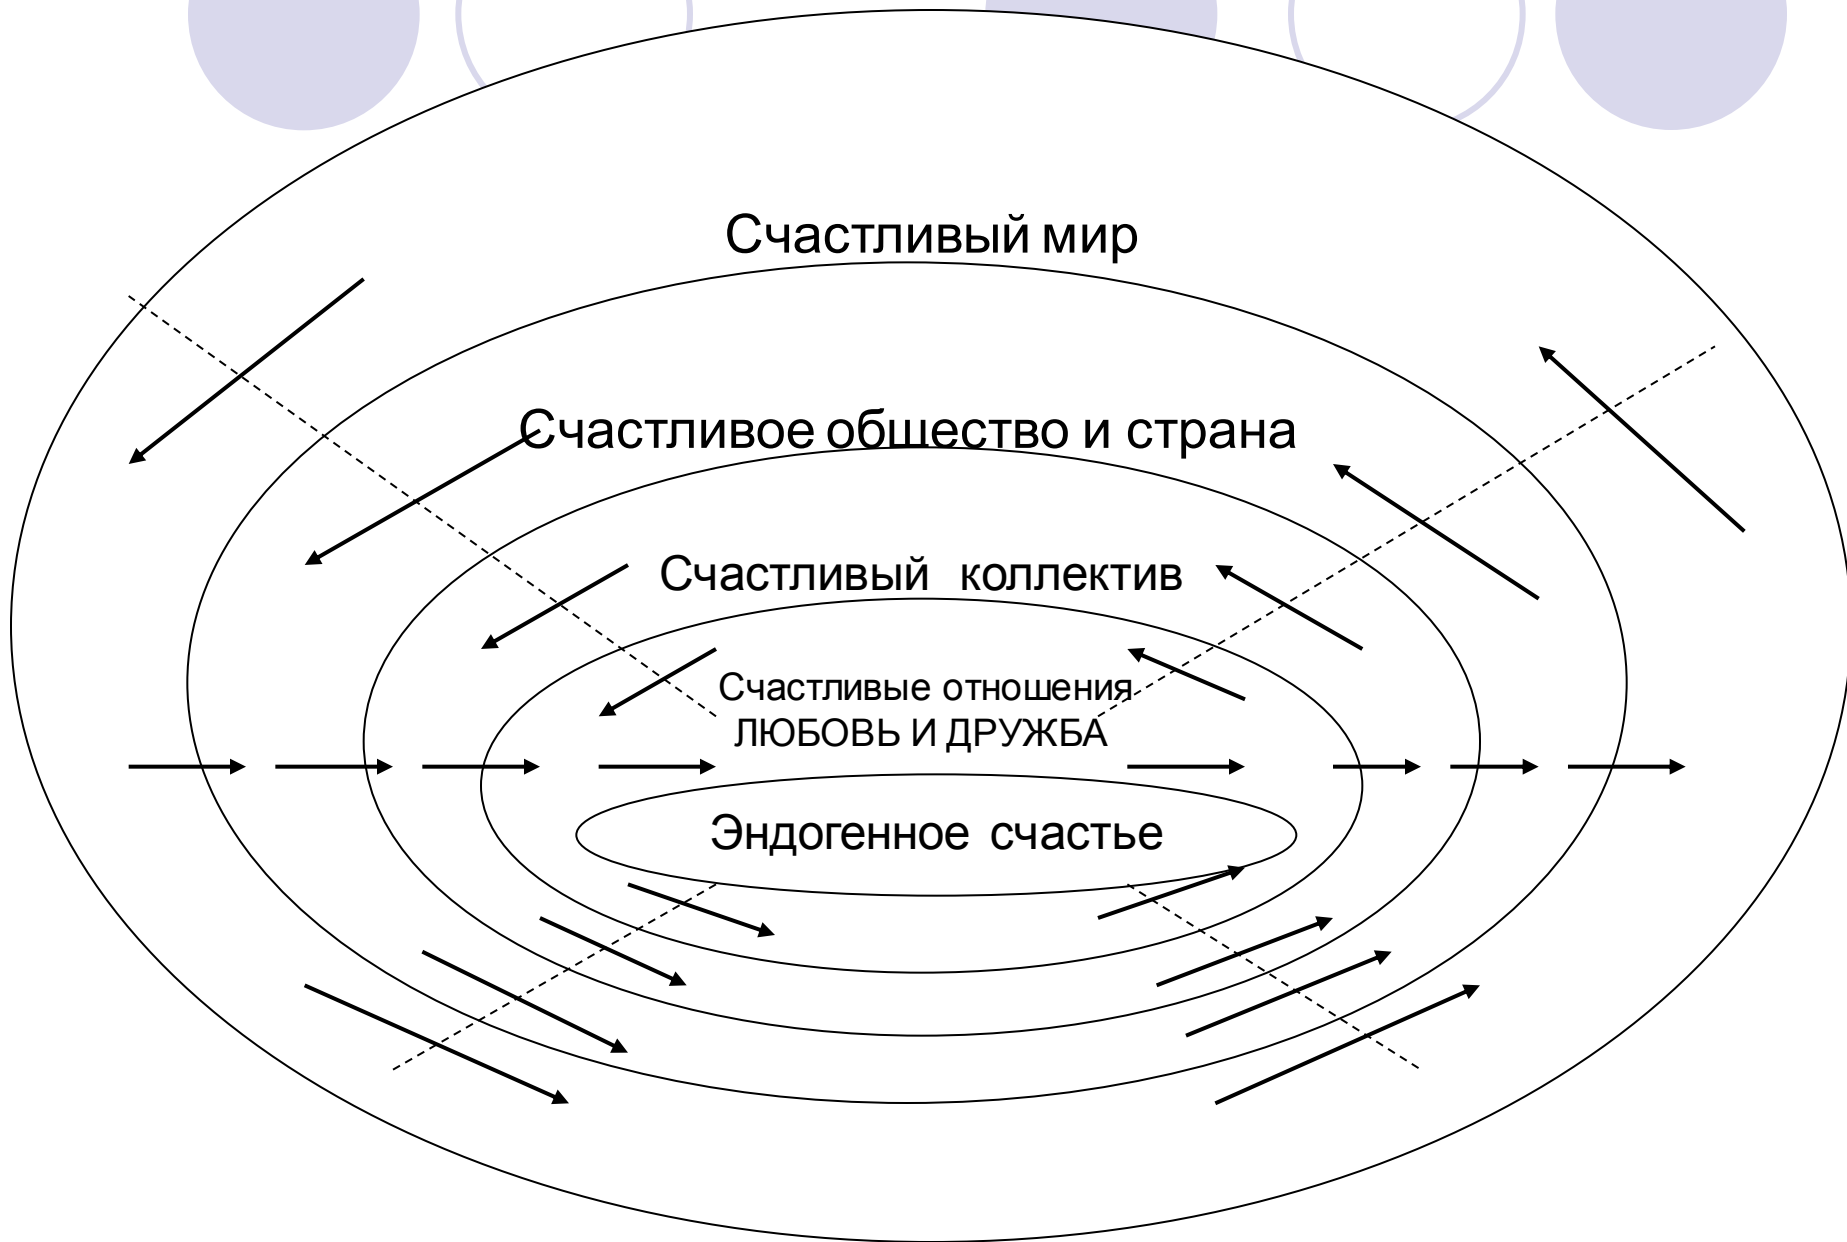 Счастливый мир
Счастливое общество и страна
Счастливый коллектив
Счастливые отношения
ЛЮБОВЬ И ДРУЖБА
Эндогенное счастье